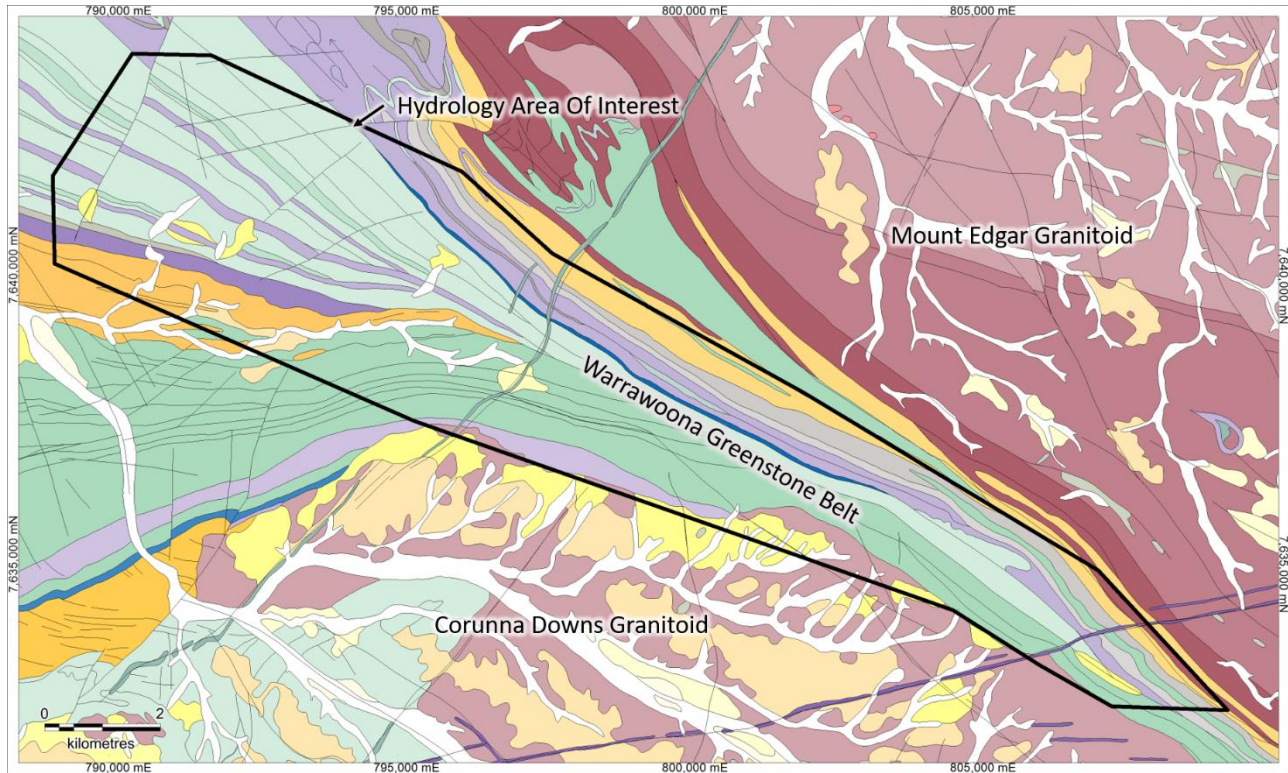 790,000 mE
795,000 mE
800,000 mE
805,000 mE
Hydrology Area Of Interest
Mount Edgar Granitoid
7,640,000 mN
7,640,000 mN
Warrawoona Greenstone Belt
7,635,000 mN
7,635,000 mN
Corunna Downs Granitoid
0 2
kilometres
790,000 mE
795,000 mE
800,000 mE
805,000 mE